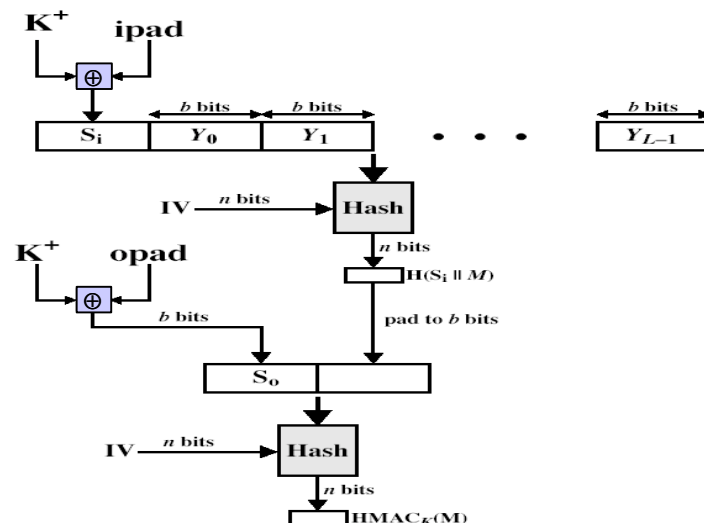 K⁺ ipad
⊕
b bits b bits b bits
Sᵢ Y₀ Y₁ • • • Y_{L−1}
IV n bits Hash
n bits
K⁺ opad
H(Sᵢ || M)
⊕
b bits pad to b bits
Sₒ
IV n bits Hash
n bits
HMAC_K(M)